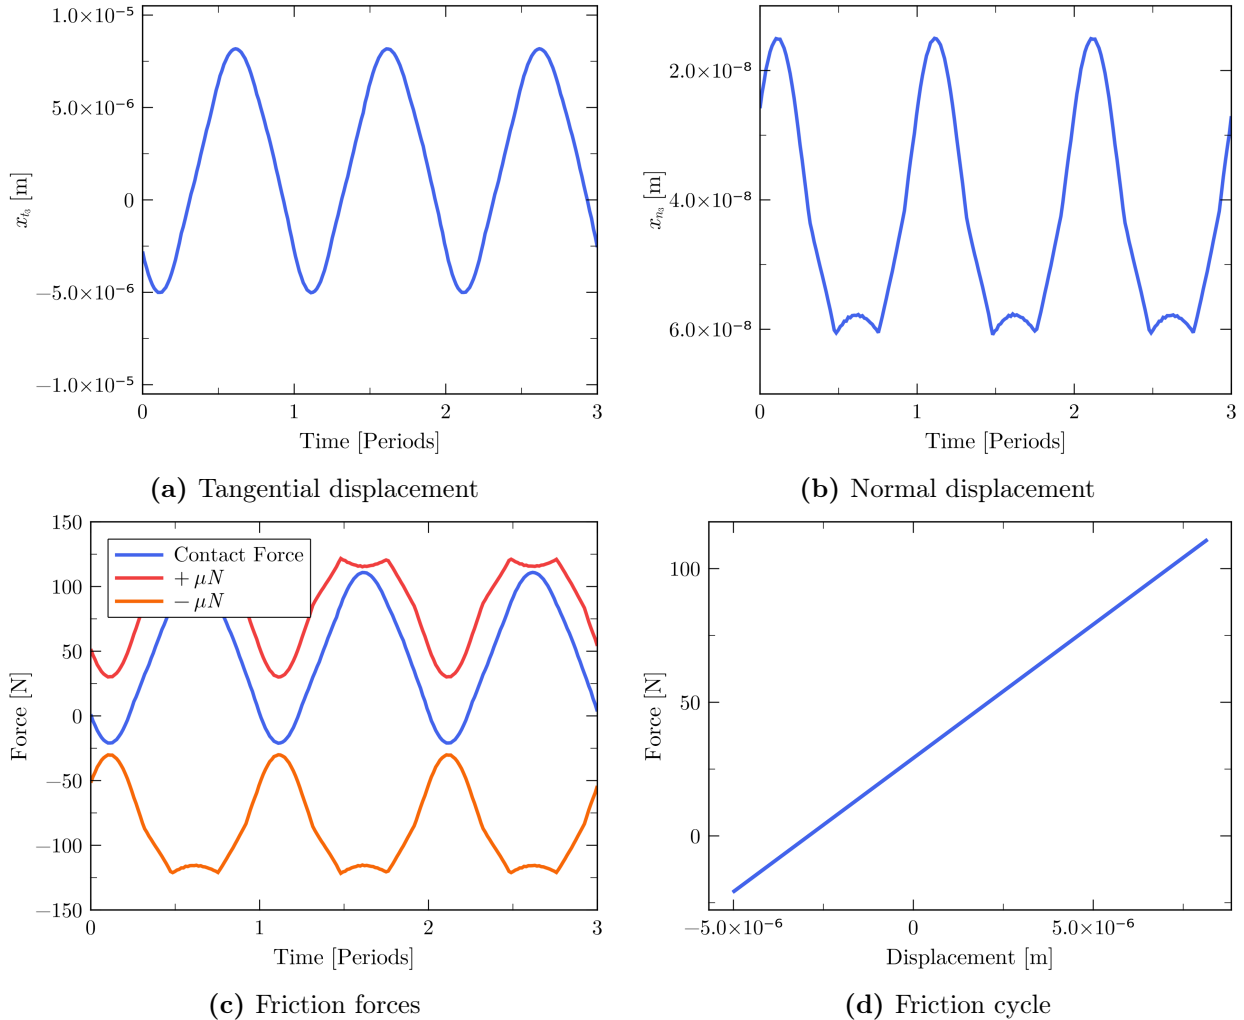 1.0×10⁻⁵
5.0×10⁻⁶
0
−5.0×10⁻⁶
−1.0×10⁻⁵
x_{t_3} [m]
0 1 2 3
Time [Periods]
(a) Tangential displacement
2.0×10⁻⁸
4.0×10⁻⁸
6.0×10⁻⁸
x_{n_3} [m]
0 1 2 3
Time [Periods]
(b) Normal displacement
150
100
50
0
−50
−100
−150
Force [N]
Contact Force
+ μN
− μN
0 1 2 3
Time [Periods]
(c) Friction forces
100
50
0
Force [N]
−5.0×10⁻⁶ 0 5.0×10⁻⁶
Displacement [m]
(d) Friction cycle